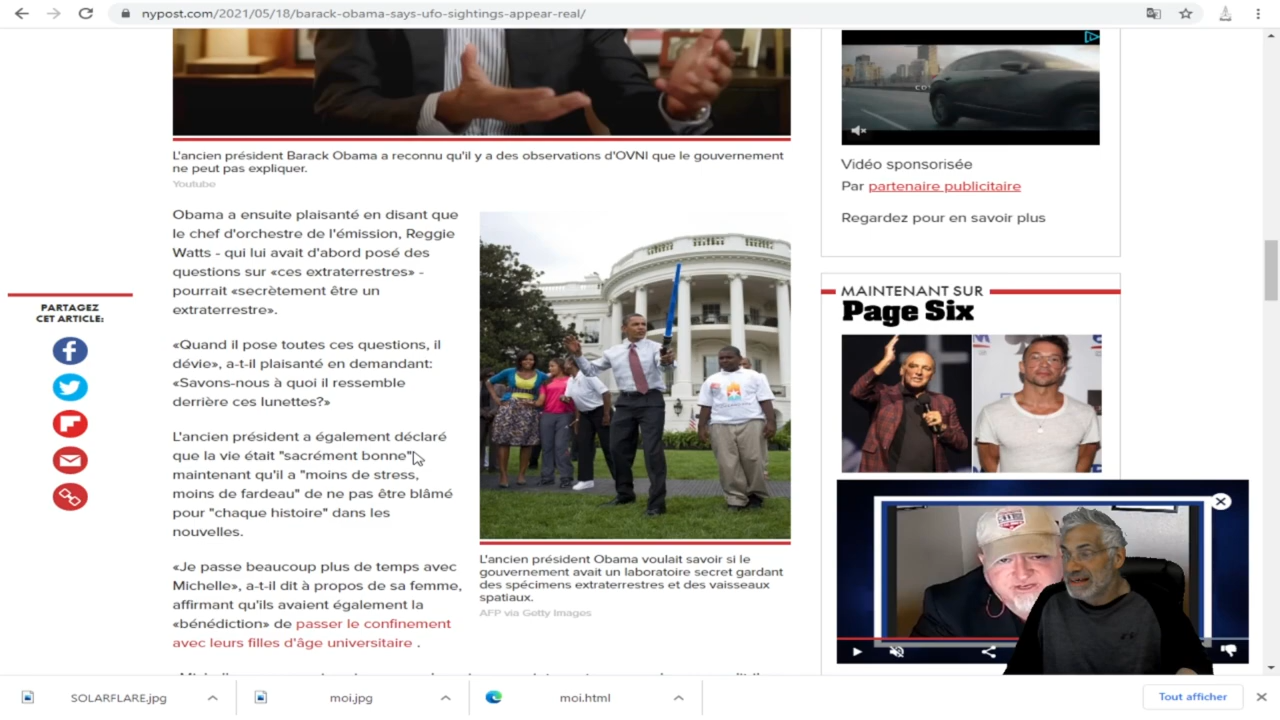 nypost.com/2021/05/18/barack-obama-says-ufo-sightings-appear-real/
L'ancien président Barack Obama a reconnu qu'il y a des observations d'OVNI que le gouvernement
ne peut pas expliquer.
Youtube
Obama a ensuite plaisanté en disant que
le chef d'orchestre de l'émission, Reggie
Watts - qui lui avait d'abord posé des
questions sur «ces extraterrestres» -
pourrait «secrètement être un
extraterrestre».
«Quand il pose toutes ces questions, il
dévie», a-t-il plaisanté en demandant:
«Savons-nous à quoi il ressemble
derrière ces lunettes?»
L'ancien président a également déclaré
que la vie était "sacrément bonne"
maintenant qu'il a "moins de stress,
moins de fardeau" de ne pas être blâmé
pour "chaque histoire" dans les
nouvelles.
«Je passe beaucoup plus de temps avec
Michelle», a-t-il dit à propos de sa femme,
affirmant qu'ils avaient également la
«bénédiction» de passer le confinement
avec leurs filles d'âge universitaire .
PARTAGEZ
CET ARTICLE:
L'ancien président Obama voulait savoir si le
gouvernement avait un laboratoire secret gardant
des spécimens extraterrestres et des vaisseaux
spatiaux.
AFP via Getty Images
Vidéo sponsorisée
Par partenaire publicitaire
Regardez pour en savoir plus
MAINTENANT SUR
Page Six
SOLARFLARE.jpg
moi.jpg
moi.html
Tout afficher